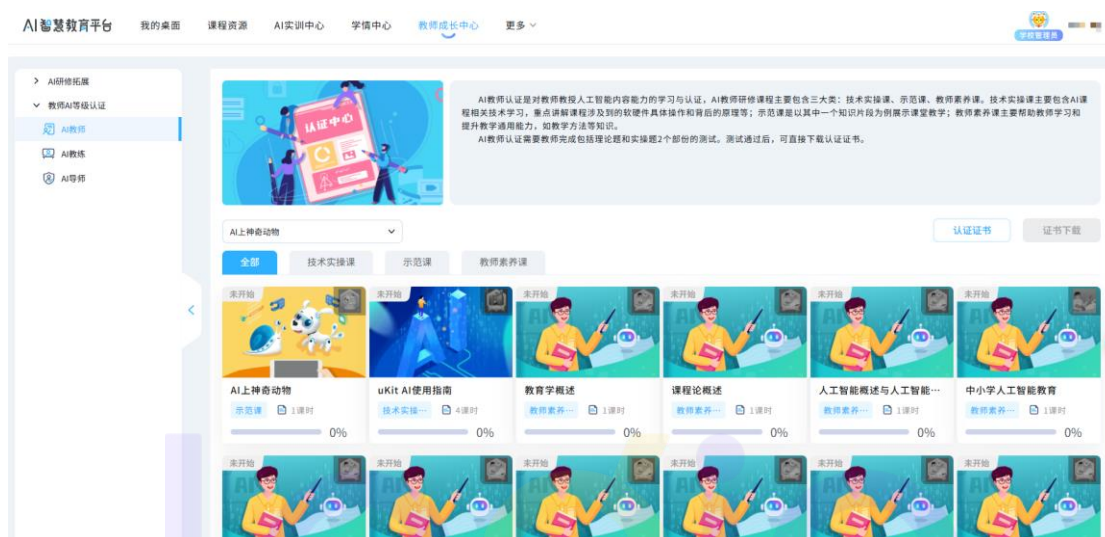 AI智慧教育平台 我的桌面 课程资源 AI实训中心 学情中心 教师成长中心 更多
学校管理员
AI研修拓展
教师AI等级认证
AI教师
AI教练
AI导师
认证中心
AI教师认证是对教师教授人工智能内容能力的学习与认证，AI教师研修课程主要包含三大类：技术实操课、示范课、教师素养课。技术实操课主要包含AI课
程相关技术学习，重点讲解课程涉及到的软硬件具体操作和背后的原理等；示范课是以其中一个知识片段为例展示课堂教学；教师素养课主要帮助教师学习和
提升教学通用能力，如教学方法等知识。
AI教师认证需要教师完成包括理论题和实操题2个部份的测试。测试通过后，可直接下载认证证书。
AI上神奇动物 认证证书 证书下载
全部 技术实操课 示范课 教师素养课
未开始 未开始 未开始 未开始 未开始 未开始
AI上神奇动物 uKit AI使用指南 教育学概述 课程论概述 人工智能概述与人工智能… 中小学人工智能教育
示范课 1课时 技术实操… 4课时 教师素养… 1课时 教师素养… 1课时 教师素养… 1课时 教师素养… 1课时
0% 0% 0% 0% 0% 0%
未开始 未开始 未开始 未开始 未开始 未开始